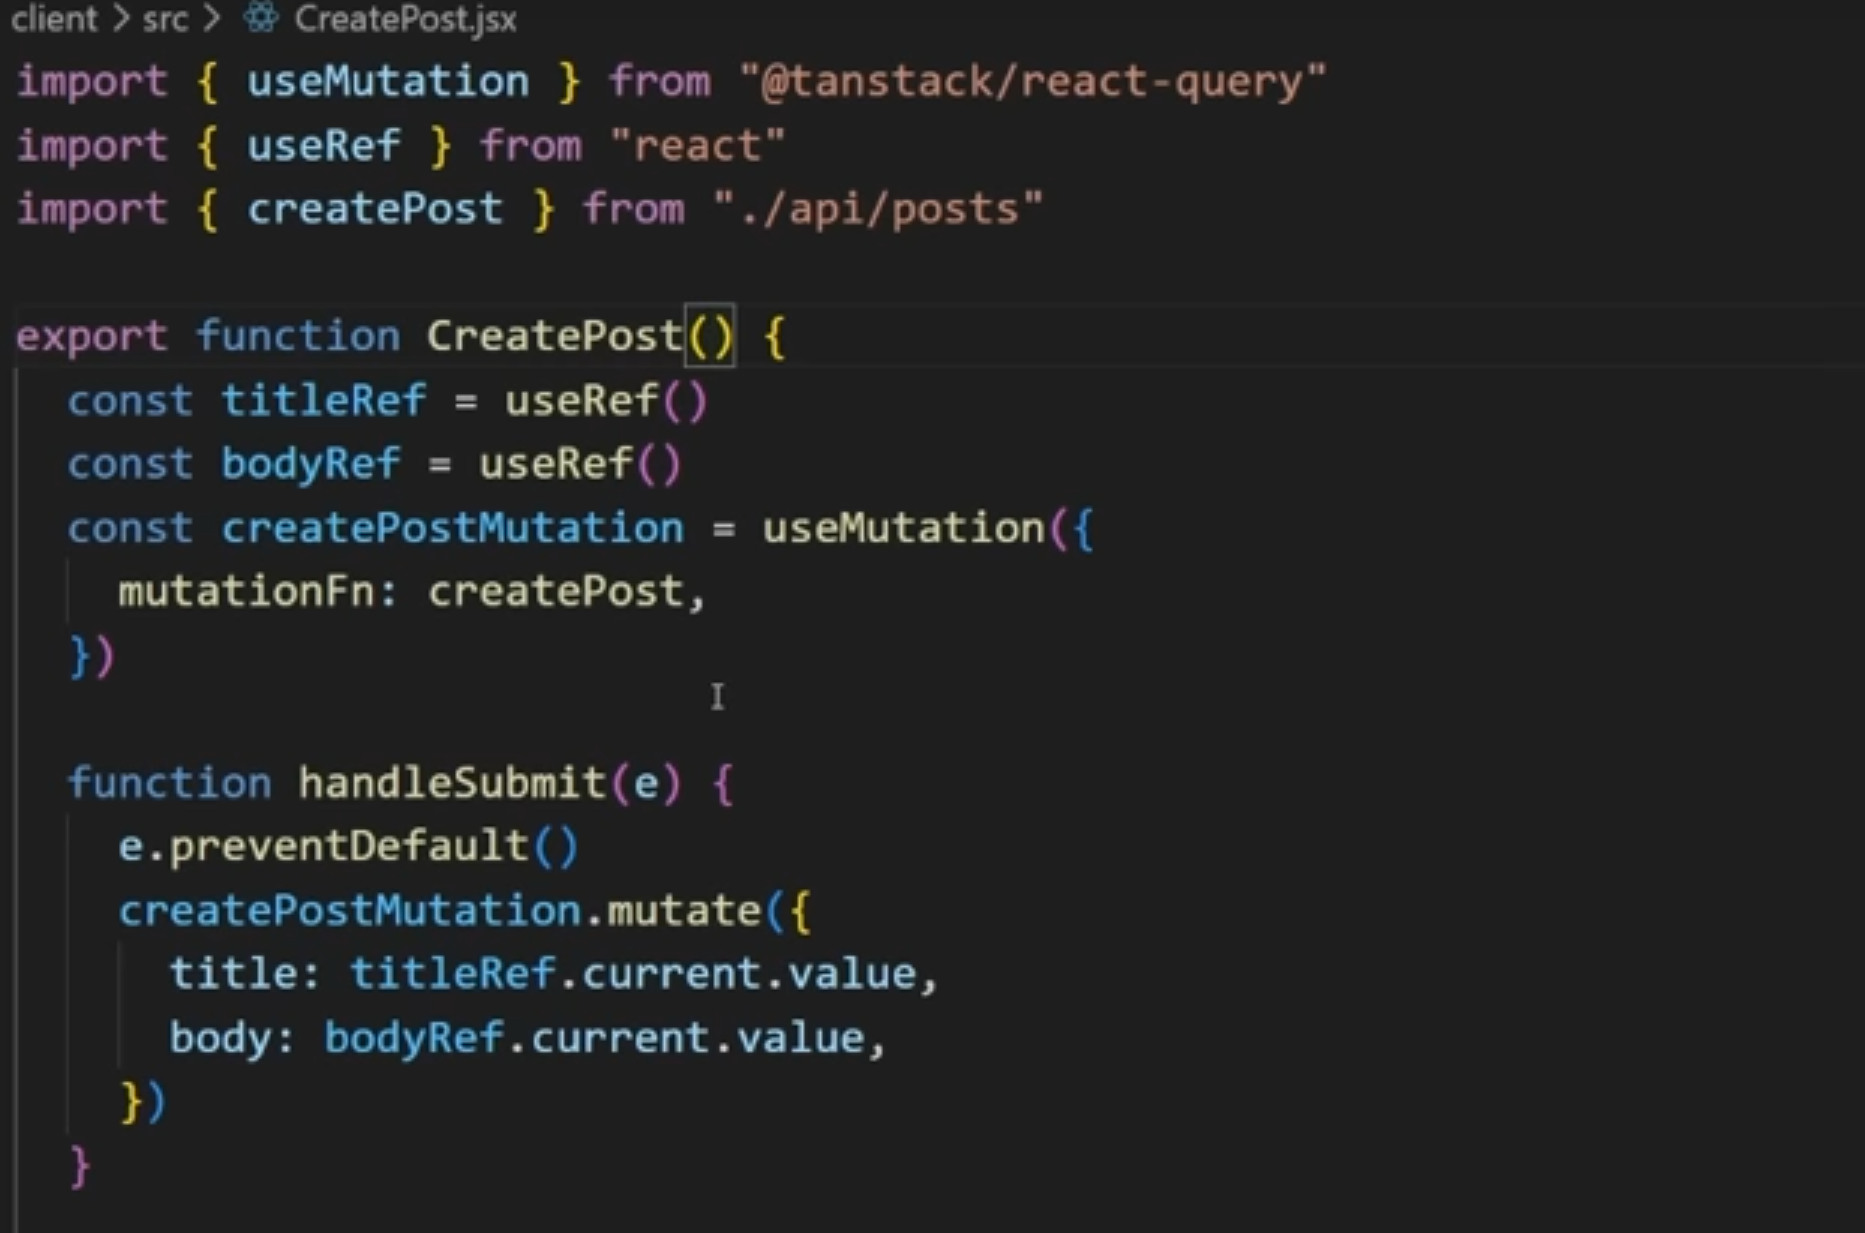 client > src > CreatePost.jsx
import { useMutation } from "@tanstack/react-query"
import { useRef } from "react"
import { createPost } from "./api/posts"
export function CreatePost() {
const titleRef = useRef()
const bodyRef = useRef()
const createPostMutation = useMutation({
mutationFn: createPost,
})
function handleSubmit(e) {
e.preventDefault()
createPostMutation.mutate({
title: titleRef.current.value,
body: bodyRef.current.value,
})
}